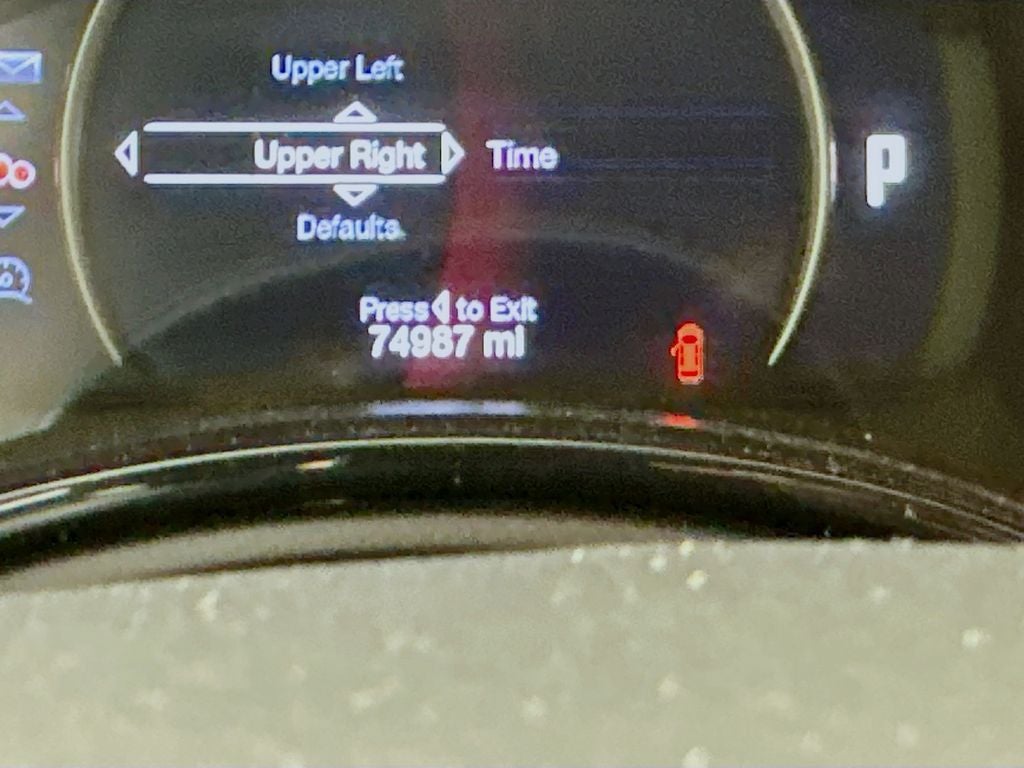 Upper Left
Upper Right Time
P
Defaults
Press to Exit
74987 mi